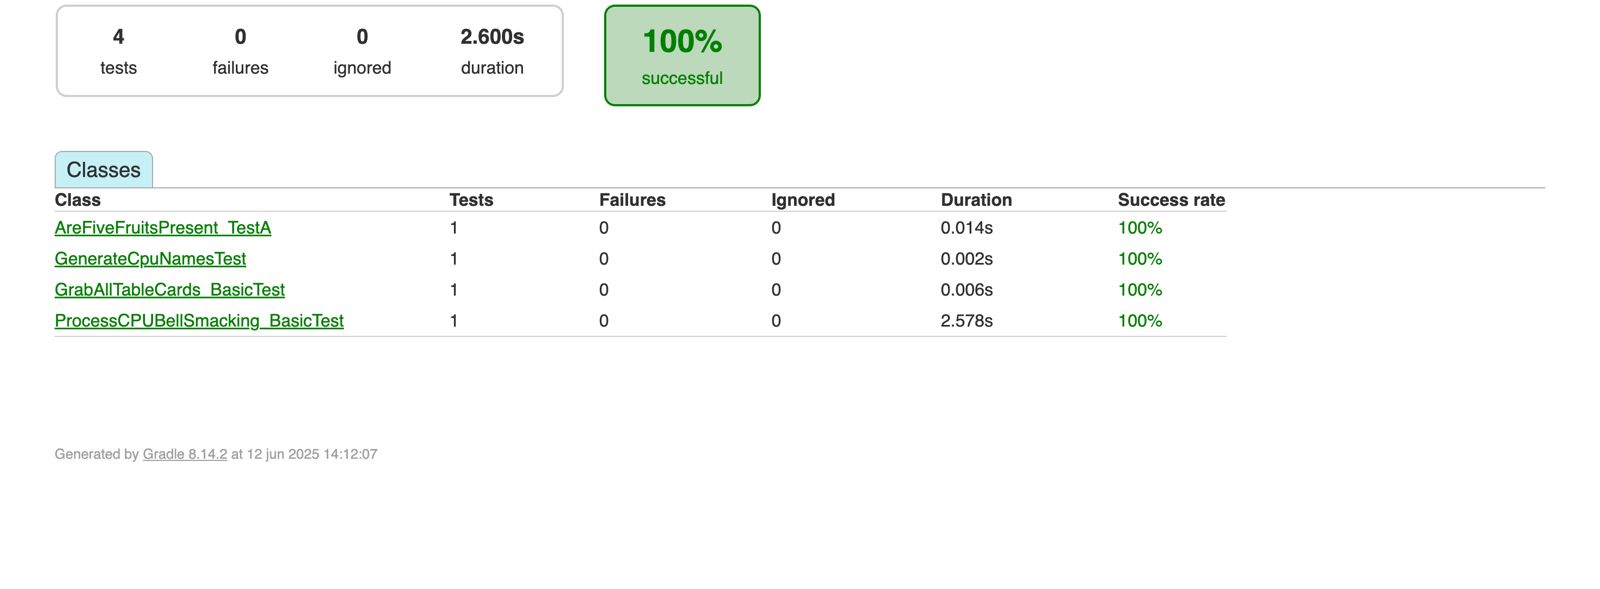 4 0 0 2.600s 100%
tests failures ignored duration successful
Classes
Class Tests Failures Ignored Duration Success rate
AreFiveFruitsPresent_TestA 1 0 0 0.014s 100%
GenerateCpuNamesTest 1 0 0 0.002s 100%
GrabAllTableCards_BasicTest 1 0 0 0.006s 100%
ProcessCPUBellSmacking_BasicTest 1 0 0 2.578s 100%
Generated by Gradle 8.14.2 at 12 jun 2025 14:12:07